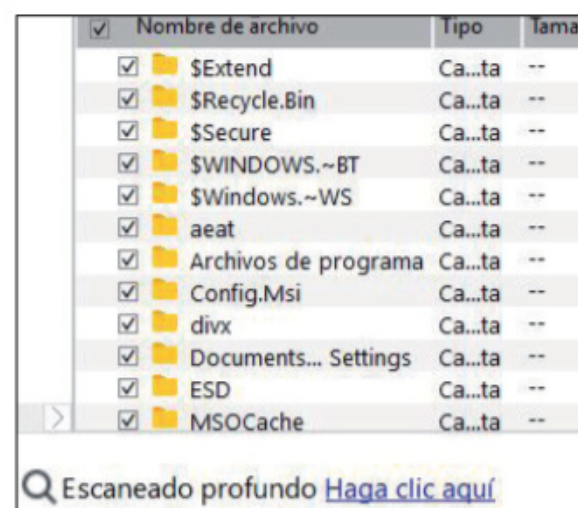 Nombre de archivo Tipo Tama
$Extend Ca...ta --
$Recycle.Bin Ca...ta --
$Secure Ca...ta --
$WINDOWS.~BT Ca...ta --
$Windows.~WS Ca...ta --
aeat Ca...ta --
Archivos de programa Ca...ta --
Config.Msi Ca...ta --
divx Ca...ta --
Documents... Settings Ca...ta --
ESD Ca...ta --
MSOCache Ca...ta --
Escaneado profundo Haga clic aquí